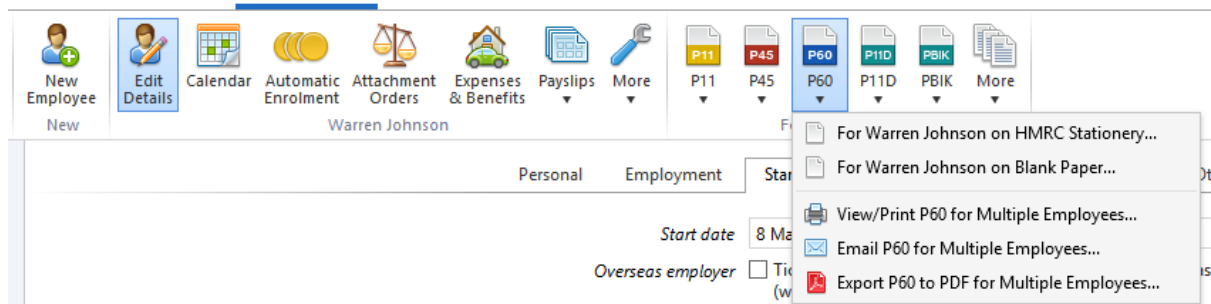 New Employee
Edit Details
Calendar
Automatic Enrolment
Attachment Orders
Expenses & Benefits
Payslips
More
P11
P11
P45
P45
P60
P60
P11D
P11D
PBIK
PBIK
More
New
Warren Johnson
For Warren Johnson on HMRC Stationery...
For Warren Johnson on Blank Paper...
View/Print P60 for Multiple Employees...
Email P60 for Multiple Employees...
Export P60 to PDF for Multiple Employees...
Personal
Employment
Star
Start date
8 Ma
Overseas employer
Tic
(w